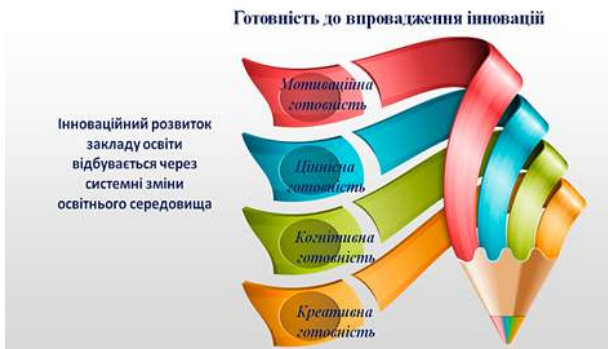 Готовність до впровадження інновацій
Мотиваційна
готовність
Інноваційний розвиток
закладу освіти
відбувається через
системні зміни
освітнього середовища
Ціннісна
готовність
Когнітивна
готовність
Креативна
готовність